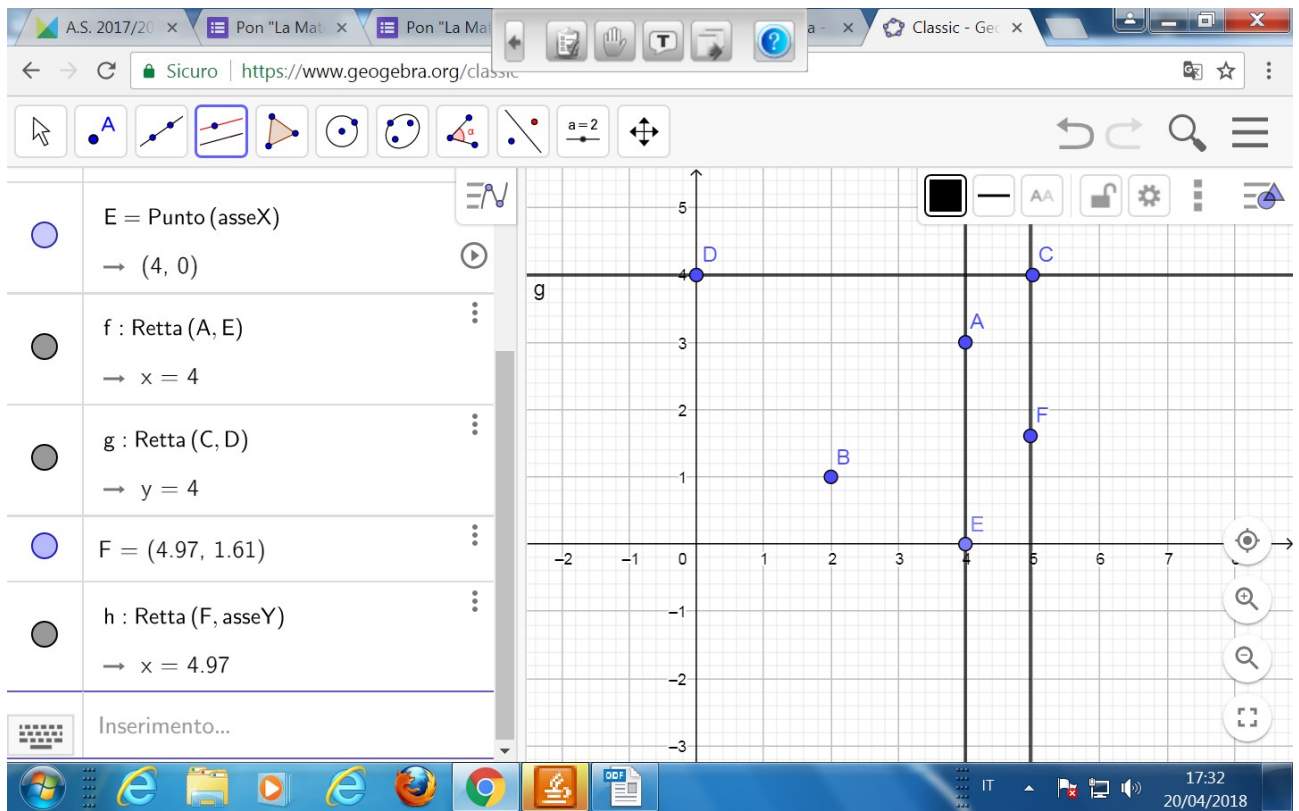 A.S. 2017/20
Pon "La Mat
Pon "La Mat
T
?
a -
Classic - Geo
Sicuro
https://www.geogebra.org/classic
A
α
a = 2
E = Punto (asseX)
→ (4, 0)
f : Retta (A, E)
→ x = 4
g : Retta (C, D)
→ y = 4
F = (4.97, 1.61)
h : Retta (F, asseY)
→ x = 4.97
Inserimento...
AA
5
D
C
4
g
A
3
2
F
B
1
E
−2 −1 0 1 2 3 4 5 6 7
−1
−2
−3
ODF
IT
17:32
20/04/2018